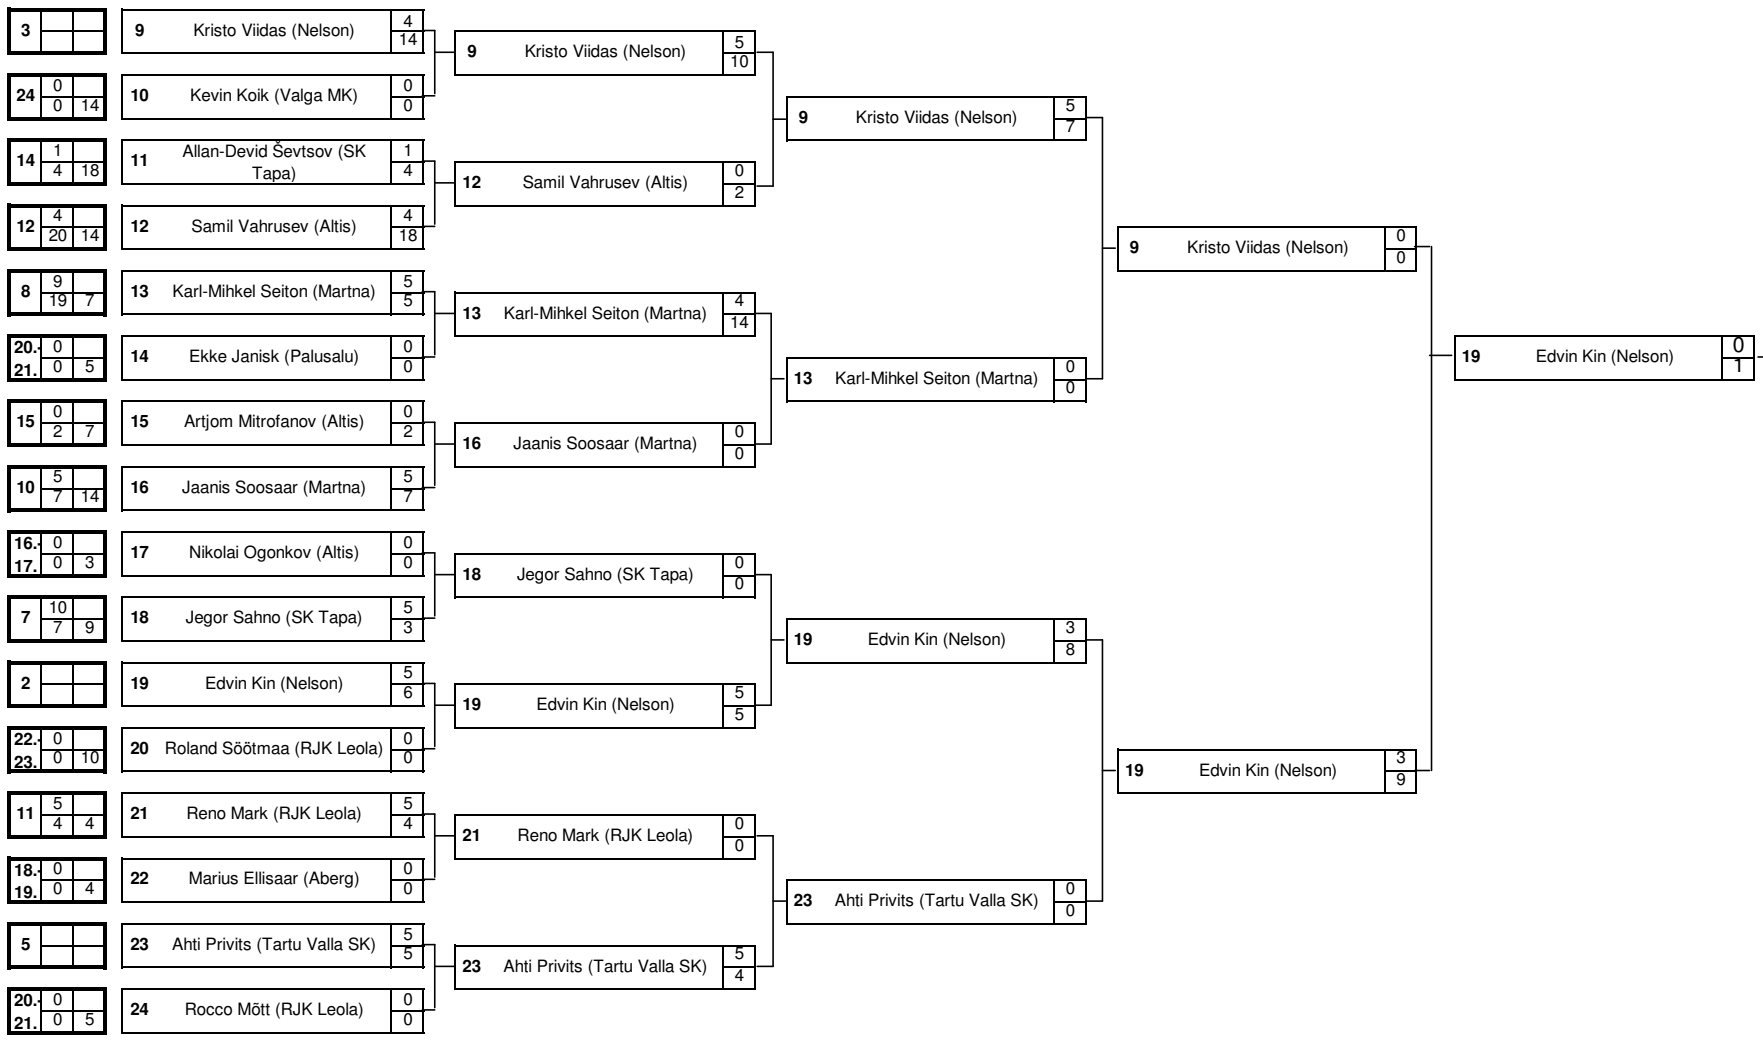 3 9 Kristo Viidas (Nelson) 4
14
9 Kristo Viidas (Nelson) 5
10
24 0
0 14
10 Kevin Koik (Valga MK) 0
0
9 Kristo Viidas (Nelson) 5
7
14 1
4 18
11 Allan-Devid Ševtsov (SK
Tapa) 1
4
12 Samil Vahrusev (Altis) 0
2
12 4
20 14
12 Samil Vahrusev (Altis) 4
18
9 Kristo Viidas (Nelson) 0
0
8 9
19 7
13 Karl-Mihkel Seiton (Martna) 5
5
13 Karl-Mihkel Seiton (Martna) 4
14
20.- 0
21. 0 5
14 Ekke Janisk (Palusalu) 0
0
19 Edvin Kin (Nelson) 0
1
13 Karl-Mihkel Seiton (Martna) 0
0
15 0
2 7
15 Artjom Mitrofanov (Altis) 0
2
16 Jaanis Soosaar (Martna) 0
0
10 5
7 14
16 Jaanis Soosaar (Martna) 5
7
16.- 0
17. 0 3
17 Nikolai Ogonkov (Altis) 0
0
18 Jegor Sahno (SK Tapa) 0
0
7 10
7 9
18 Jegor Sahno (SK Tapa) 5
3
19 Edvin Kin (Nelson) 3
8
2 19 Edvin Kin (Nelson) 5
6
19 Edvin Kin (Nelson) 5
5
22.- 0
23. 0 10
20 Roland Söötmaa (RJK Leola) 0
0
19 Edvin Kin (Nelson) 3
9
11 5
4 4
21 Reno Mark (RJK Leola) 5
4
21 Reno Mark (RJK Leola) 0
0
18.- 0
19. 0 4
22 Marius Ellisaar (Aberg) 0
0
23 Ahti Privits (Tartu Valla SK) 0
0
5 23 Ahti Privits (Tartu Valla SK) 5
5
23 Ahti Privits (Tartu Valla SK) 5
4
20.- 0
21. 0 5
24 Rocco Mõtt (RJK Leola) 0
0